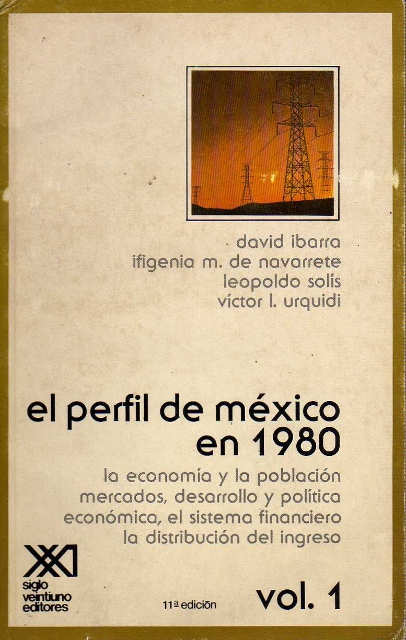 david ibarra
ifigenia m. de navarrete
leopoldo solís
víctor l. urquidi
el perfil de méxico
en 1980
la economía y la población
mercados, desarrollo y política
económica, el sistema financiero
la distribución del ingreso
siglo
veintiuno
editores
11ª edición
vol. 1